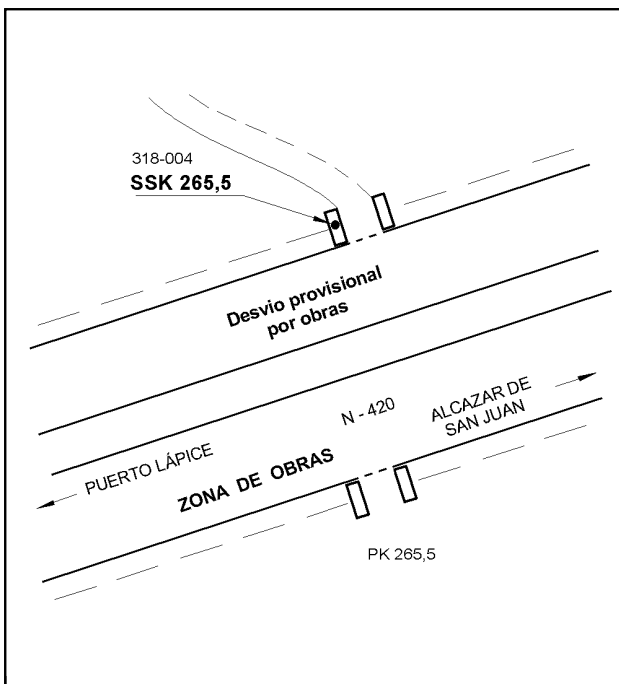 318-004
SSK 265,5
Desvio provisional
por obras
N - 420
ALCAZAR DE
SAN JUAN
PUERTO LÁPICE
ZONA DE OBRAS
PK 265,5